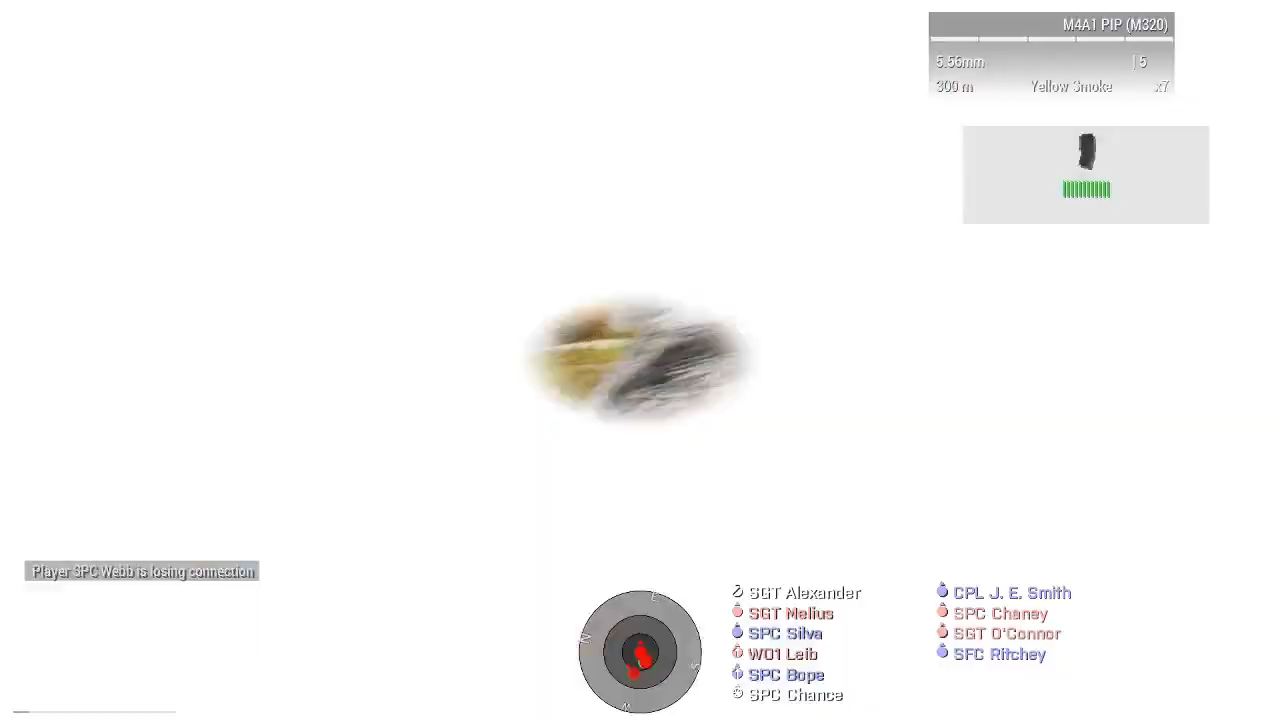 M4A1 PIP (M320)
5.56mm | 5
300 m Yellow Smoke x7
Player SPC Webb is losing connection
E
N
S
W
SGT Alexander
SGT Melius
SPC Silva
WO1 Leib
SPC Bope
SPC Chance
CPL J. E. Smith
SPC Chaney
SGT O'Connor
SFC Ritchey